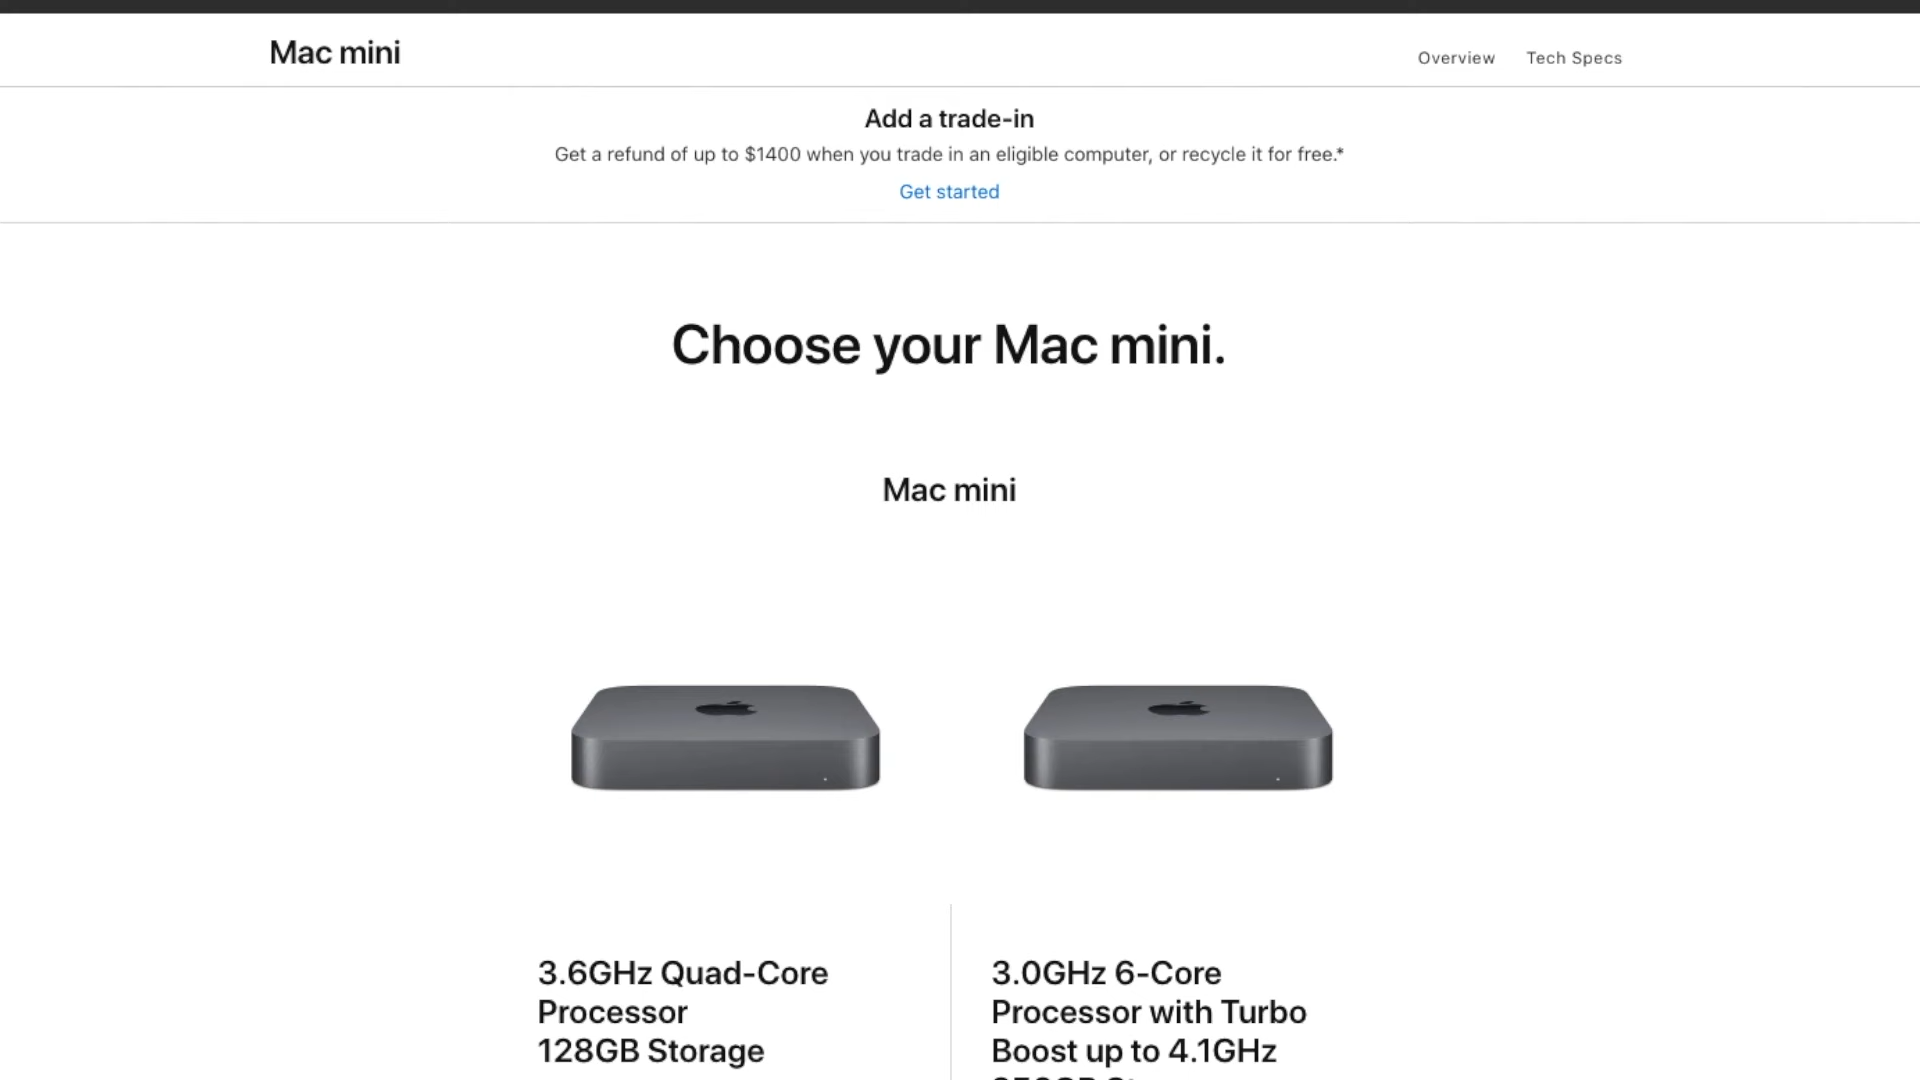 Mac mini
Overview
Tech Specs
Add a trade-in
Get a refund of up to $1400 when you trade in an eligible computer, or recycle it for free.*
Get started
Choose your Mac mini.
Mac mini
3.6GHz Quad-Core
Processor
128GB Storage
3.0GHz 6-Core
Processor with Turbo
Boost up to 4.1GHz